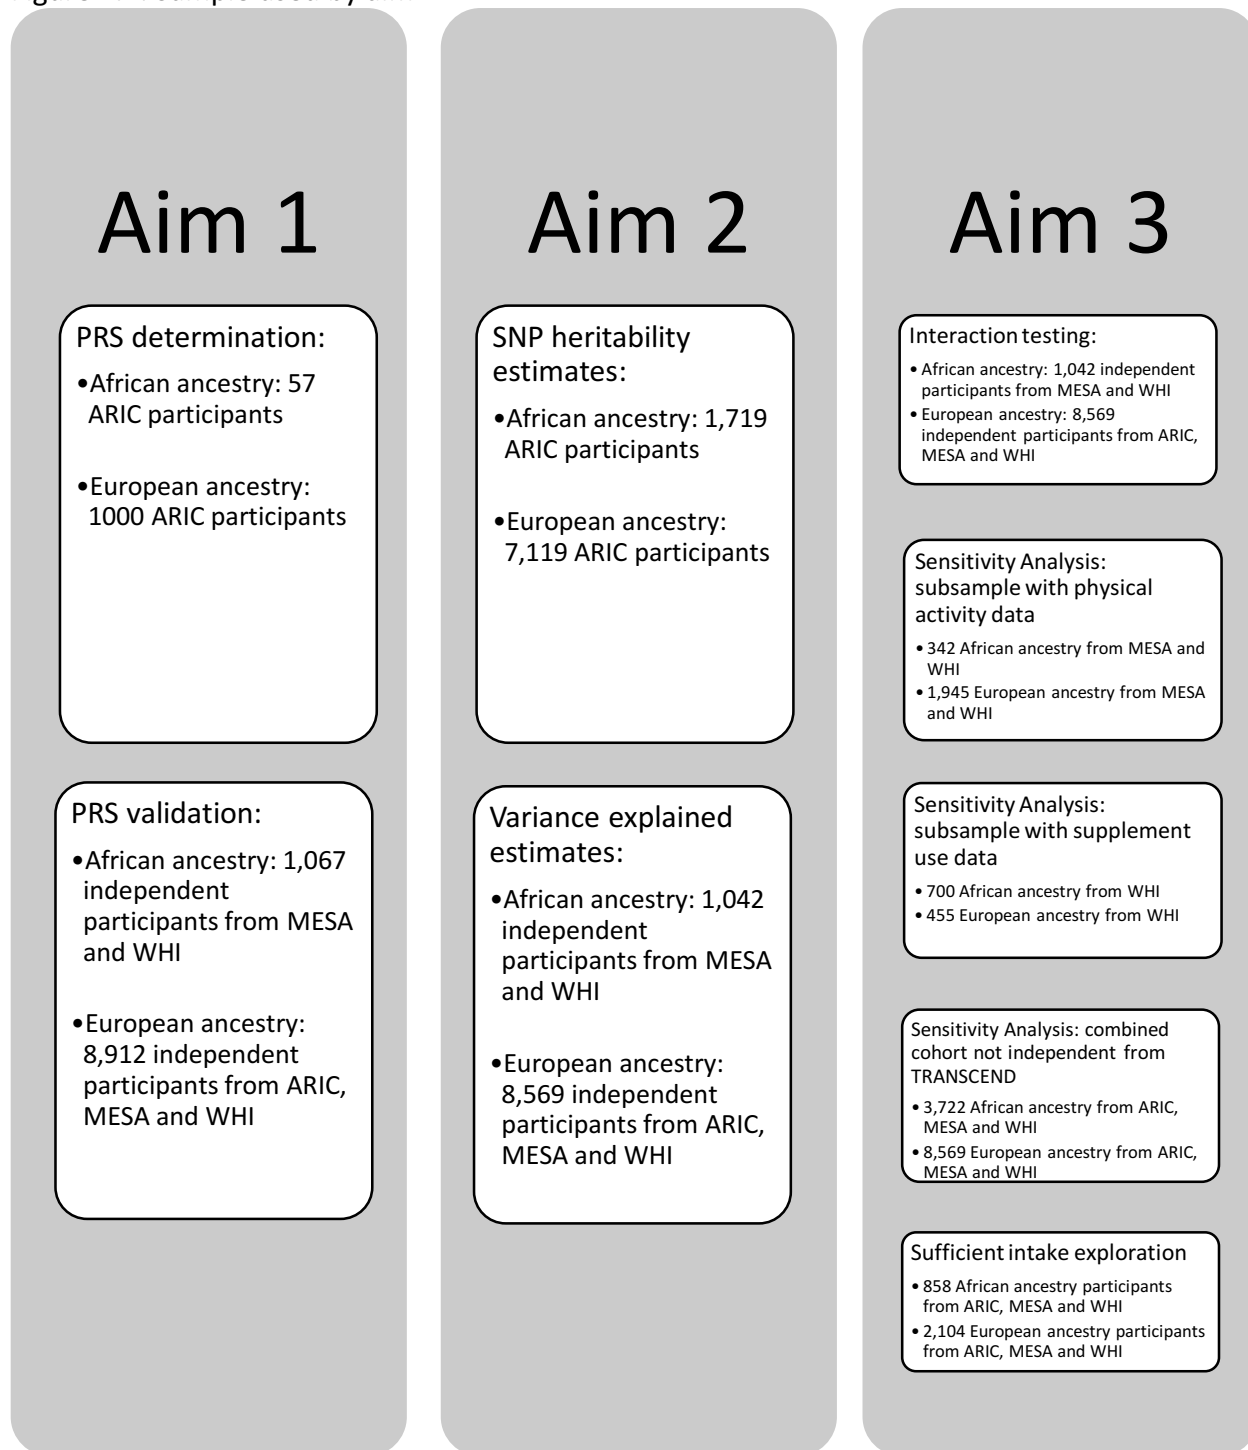 Aim 1
PRS determination:
•African ancestry: 57
ARIC participants
•European ancestry:
1000 ARIC participants
PRS validation:
•African ancestry: 1,067
independent
participants from MESA
and WHI
•European ancestry:
8,912 independent
participants from ARIC,
MESA and WHI
Aim 2
SNP heritability
estimates:
•African ancestry: 1,719
ARIC participants
•European ancestry:
7,119 ARIC participants
Variance explained
estimates:
•African ancestry: 1,042
independent
participants from MESA
and WHI
•European ancestry:
8,569 independent
participants from ARIC,
MESA and WHI
Aim 3
Interaction testing:
• African ancestry: 1,042 independent
participants from MESA and WHI
• European ancestry: 8,569
independent participants from ARIC,
MESA and WHI
Sensitivity Analysis:
subsample with physical
activity data
• 342 African ancestry from MESA and
WHI
• 1,945 European ancestry from MESA
and WHI
Sensitivity Analysis:
subsample with supplement
use data
• 700 African ancestry from WHI
• 455 European ancestry from WHI
Sensitivity Analysis: combined
cohort not independent from
TRANSCEND
• 3,722 African ancestry from ARIC,
MESA and WHI
• 8,569 European ancestry from ARIC,
MESA and WHI
Sufficient intake exploration
• 858 African ancestry participants
from ARIC, MESA and WHI
• 2,104 European ancestry participants
from ARIC, MESA and WHI